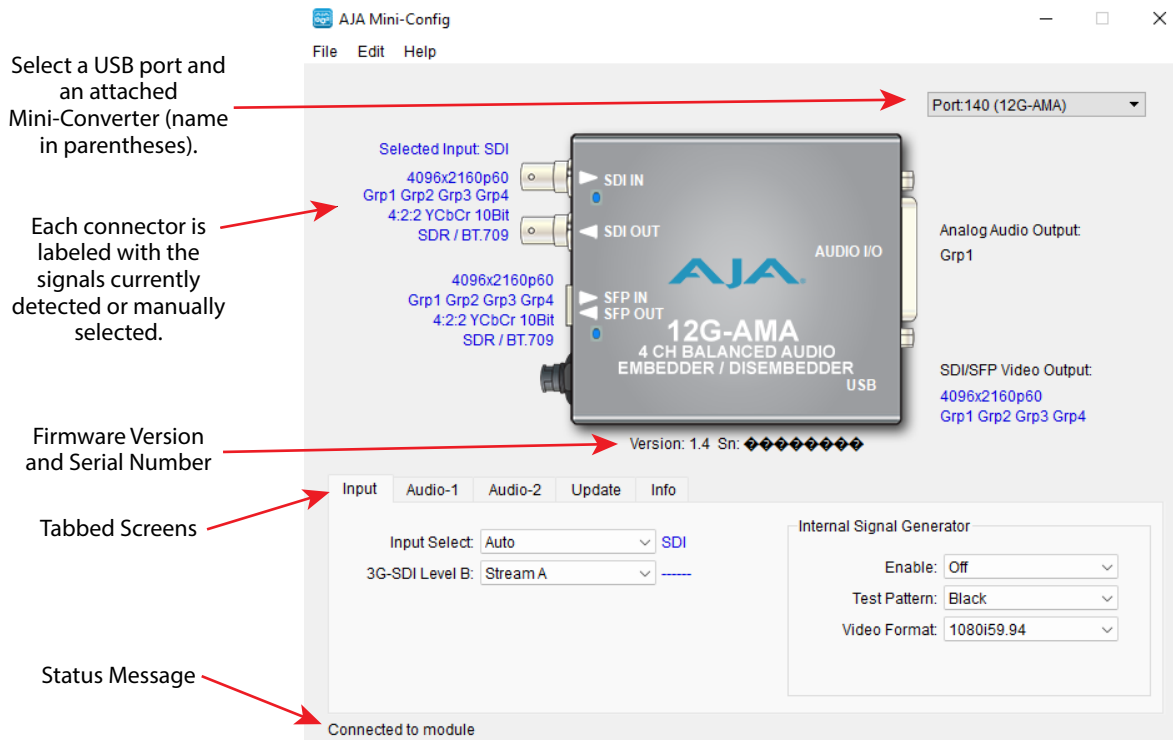 AJA Mini-Config
File Edit Help
Select a USB port and
an attached
Mini-Converter (name
in parentheses).
Port:140 (12G-AMA)
Selected Input: SDI
4096x2160p60
Grp1 Grp2 Grp3 Grp4
4:2:2 YCbCr 10Bit
SDR / BT.709
SDI IN
SDI OUT
AUDIO I/O
Each connector is
labeled with the
signals currently
detected or manually
selected.
Analog Audio Output:
Grp1
4096x2160p60
Grp1 Grp2 Grp3 Grp4
4:2:2 YCbCr 10Bit
SDR / BT.709
AJA.
SFP IN
SFP OUT
12G-AMA
4 CH BALANCED AUDIO
EMBEDDER / DISEMBEDDER
USB
SDI/SFP Video Output:
4096x2160p60
Grp1 Grp2 Grp3 Grp4
Firmware Version
and Serial Number
Version: 1.4 Sn: ���������
Tabbed Screens
Input Audio-1 Audio-2 Update Info
Input Select: Auto SDI
3G-SDI Level B: Stream A ------
Internal Signal Generator
Enable: Off
Test Pattern: Black
Video Format: 1080i59.94
Status Message
Connected to module